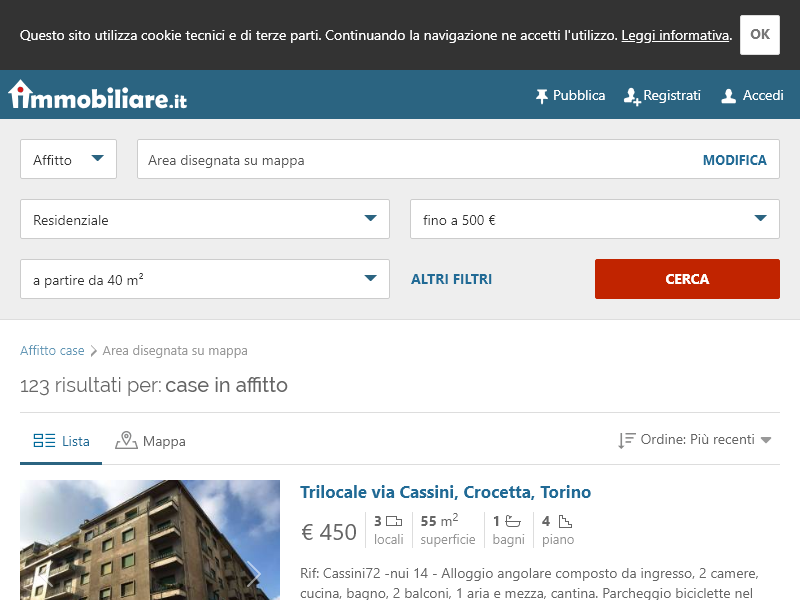 Questo sito utilizza cookie tecnici e di terze parti. Continuando la navigazione ne accetti l'utilizzo. Leggi informativa. OK
immobiliare.it Pubblica Registrati Accedi
Affitto Area disegnata su mappa MODIFICA
Residenziale fino a 500 €
a partire da 40 m² ALTRI FILTRI CERCA
Affitto case > Area disegnata su mappa
123 risultati per: case in affitto
Lista Mappa Ordine: Più recenti
Trilocale via Cassini, Crocetta, Torino
€ 450 3 55 m² 1 4
locali superficie bagni piano
Rif: Cassini72 -nui 14 - Alloggio angolare composto da ingresso, 2 camere,
cucina, bagno, 2 balconi, 1 aria e mezza, cantina. Parcheggio biciclette nel